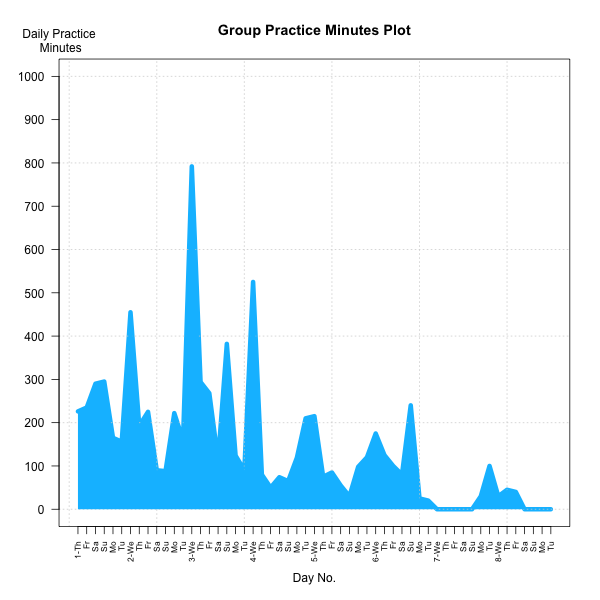 Group Practice Minutes Plot
Daily Practice
Minutes
1000
900
800
700
600
500
400
300
200
100
0
1-Th
Fr
Sa
Su
Mo
Tu
2-We
Th
Fr
Sa
Su
Mo
Tu
3-We
Th
Fr
Sa
Su
Mo
Tu
4-We
Th
Fr
Sa
Su
Mo
Tu
5-We
Th
Fr
Sa
Su
Mo
Tu
6-We
Th
Fr
Sa
Su
Mo
Tu
7-We
Th
Fr
Sa
Su
Mo
Tu
8-We
Th
Fr
Sa
Su
Mo
Tu
Day No.